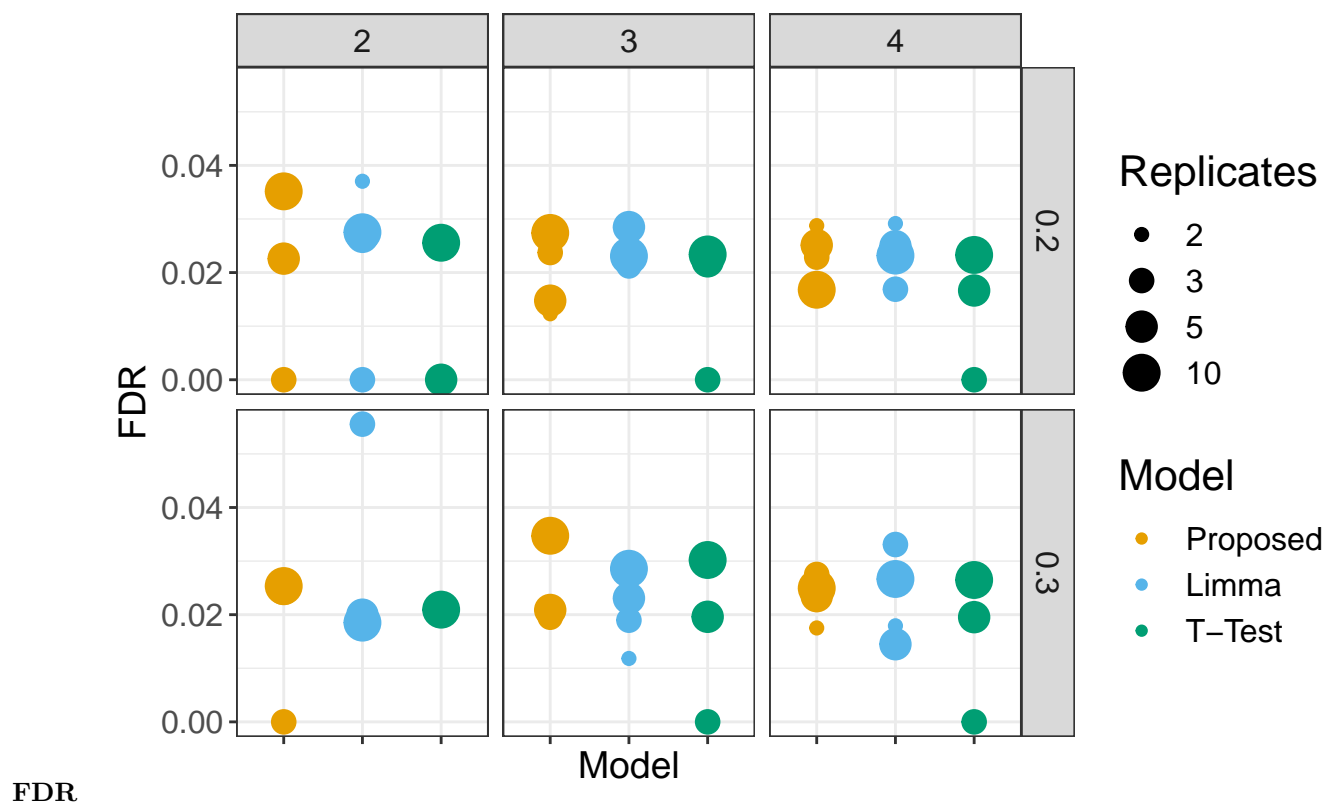 2
3
4
0.04
0.02
0.00
0.2
0.04
0.02
0.00
0.3
FDR
Model
Replicates
2
3
5
10
Model
Proposed
Limma
T−Test
FDR